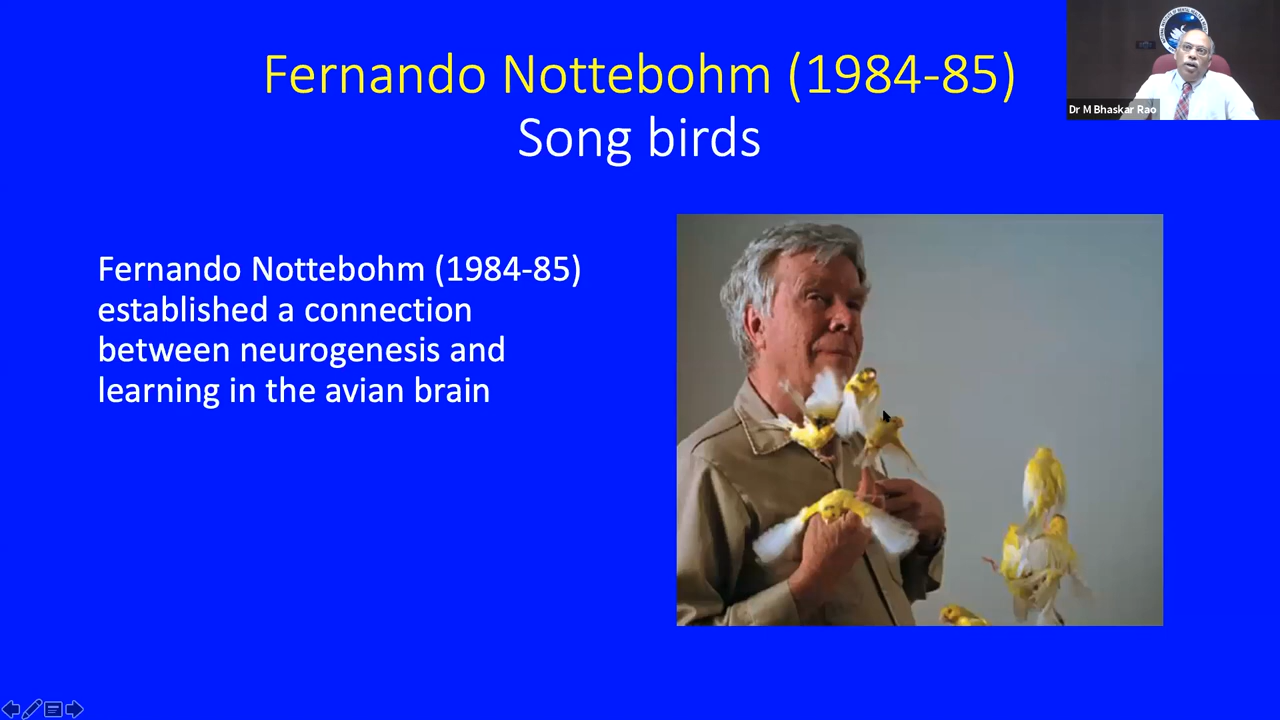 Fernando Nottebohm (1984-85)
Song birds
Dr M Bhaskar Rao
Fernando Nottebohm (1984-85)
established a connection
between neurogenesis and
learning in the avian brain